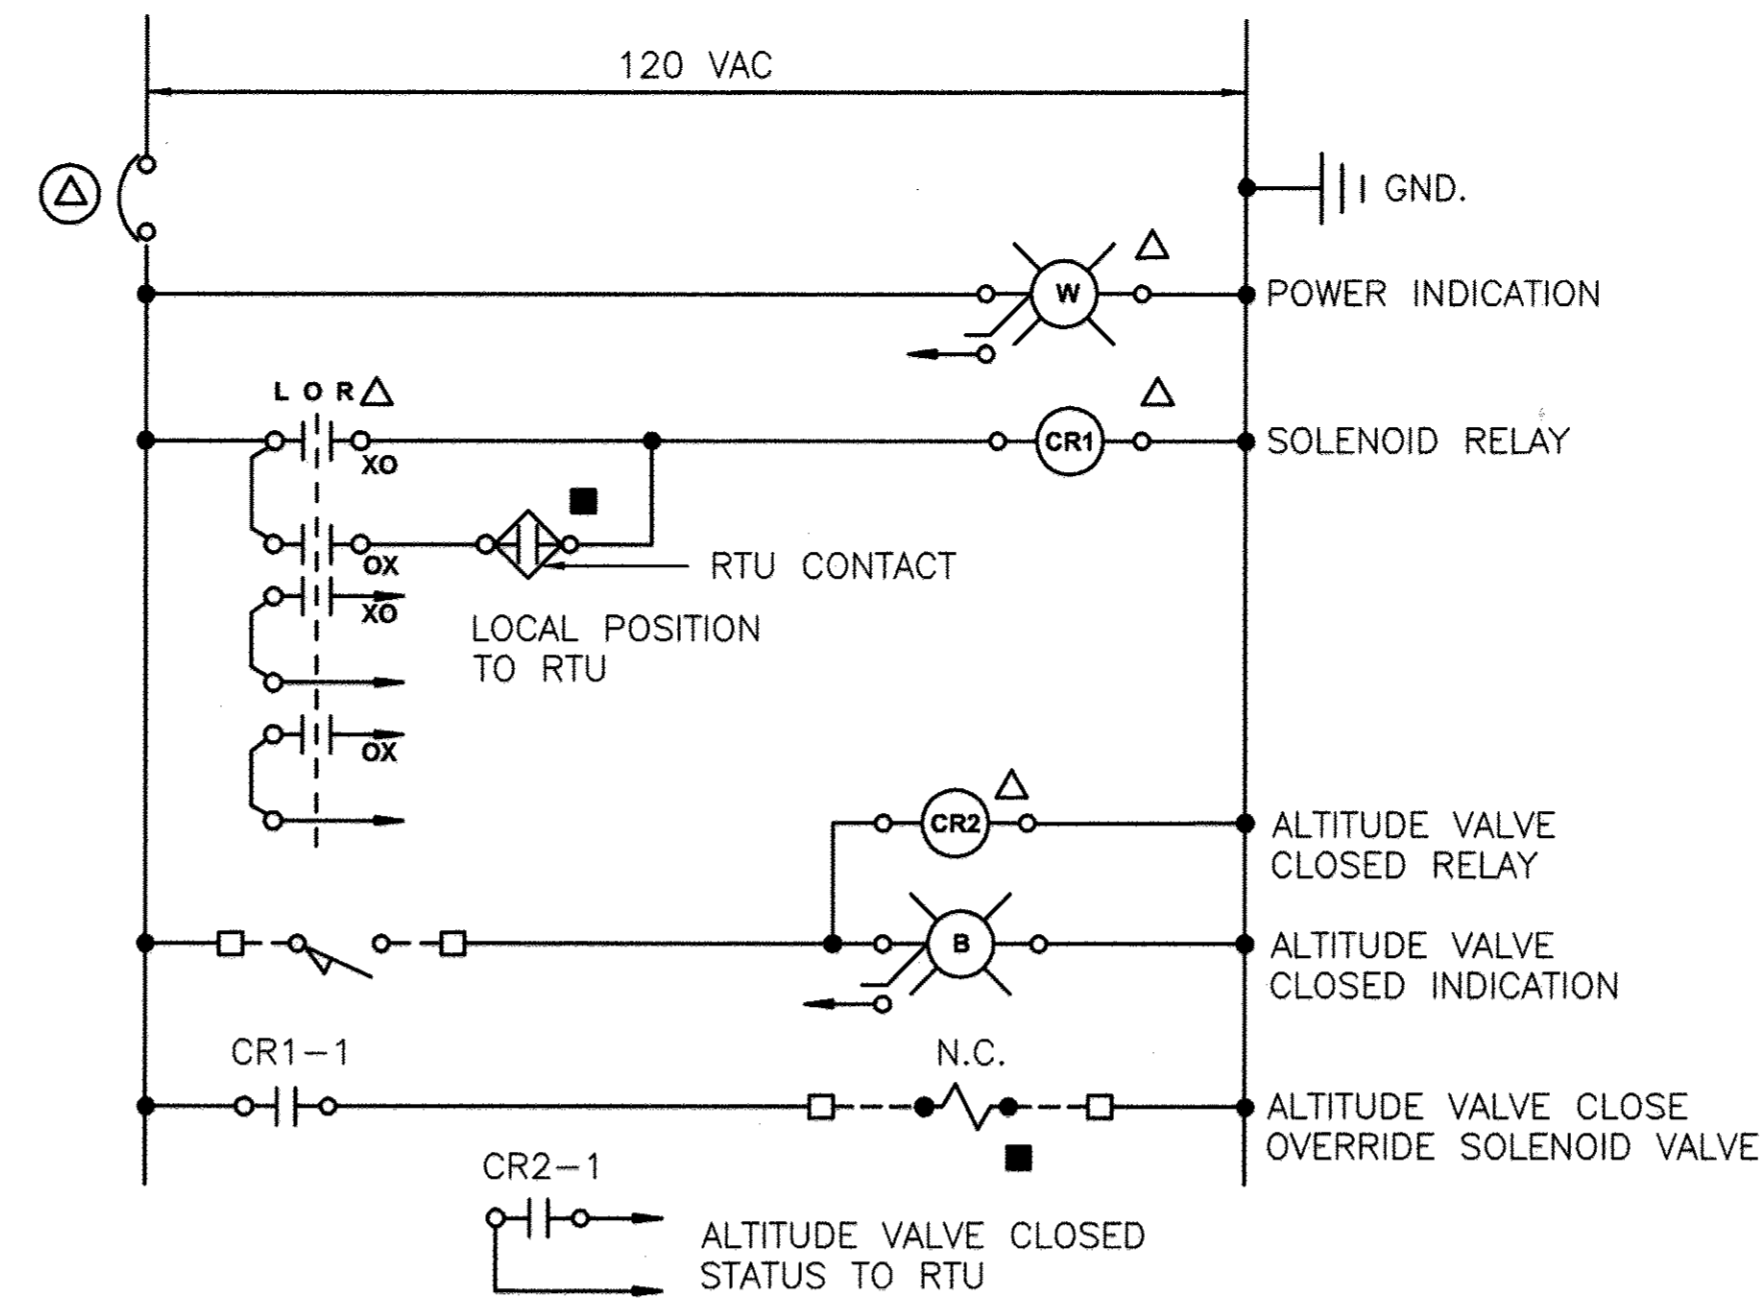 120 VAC
GND.
W
POWER INDICATION
L O R
XO
CR1
SOLENOID RELAY
OX
RTU CONTACT
XO
LOCAL POSITION
TO RTU
OX
CR2
ALTITUDE VALVE
CLOSED RELAY
B
ALTITUDE VALVE
CLOSED INDICATION
CR1-1
N.C.
ALTITUDE VALVE CLOSE
OVERRIDE SOLENOID VALVE
CR2-1
ALTITUDE VALVE CLOSED
STATUS TO RTU